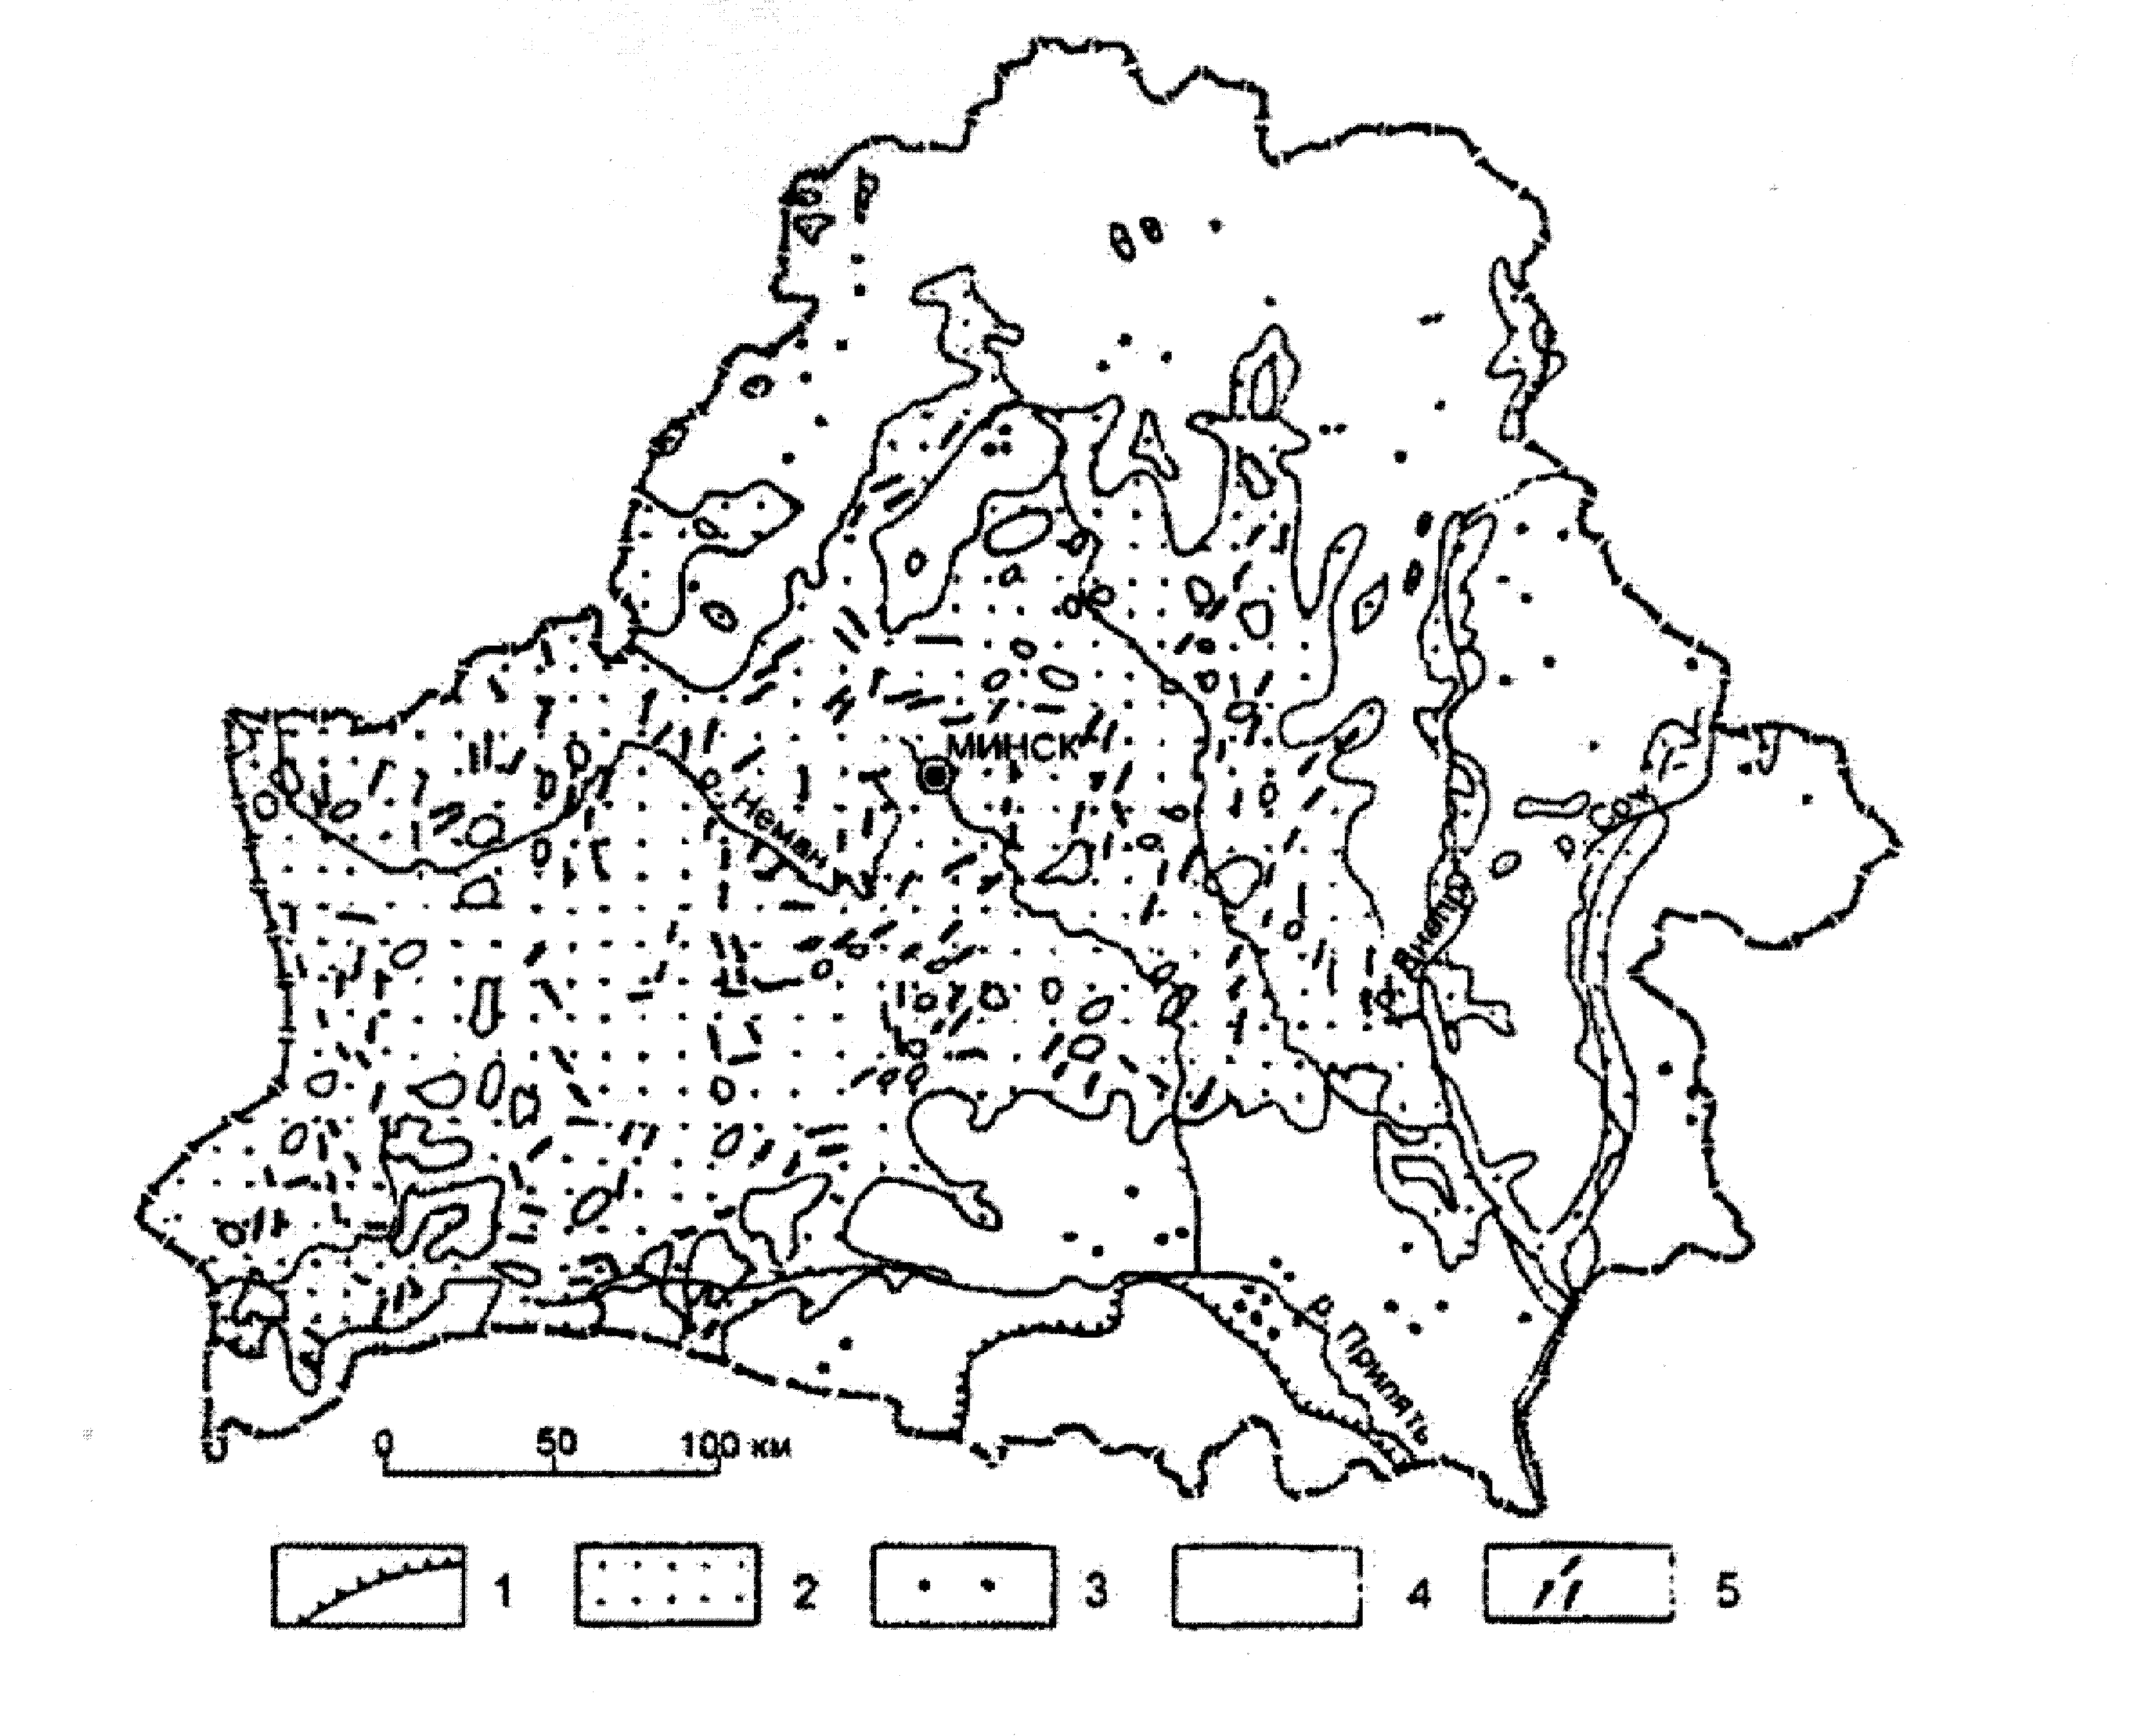 МИНСК
р. Неман
р. Сож
р. Днепр
р. Припять
0 50 100 км
1 2 3 4 5